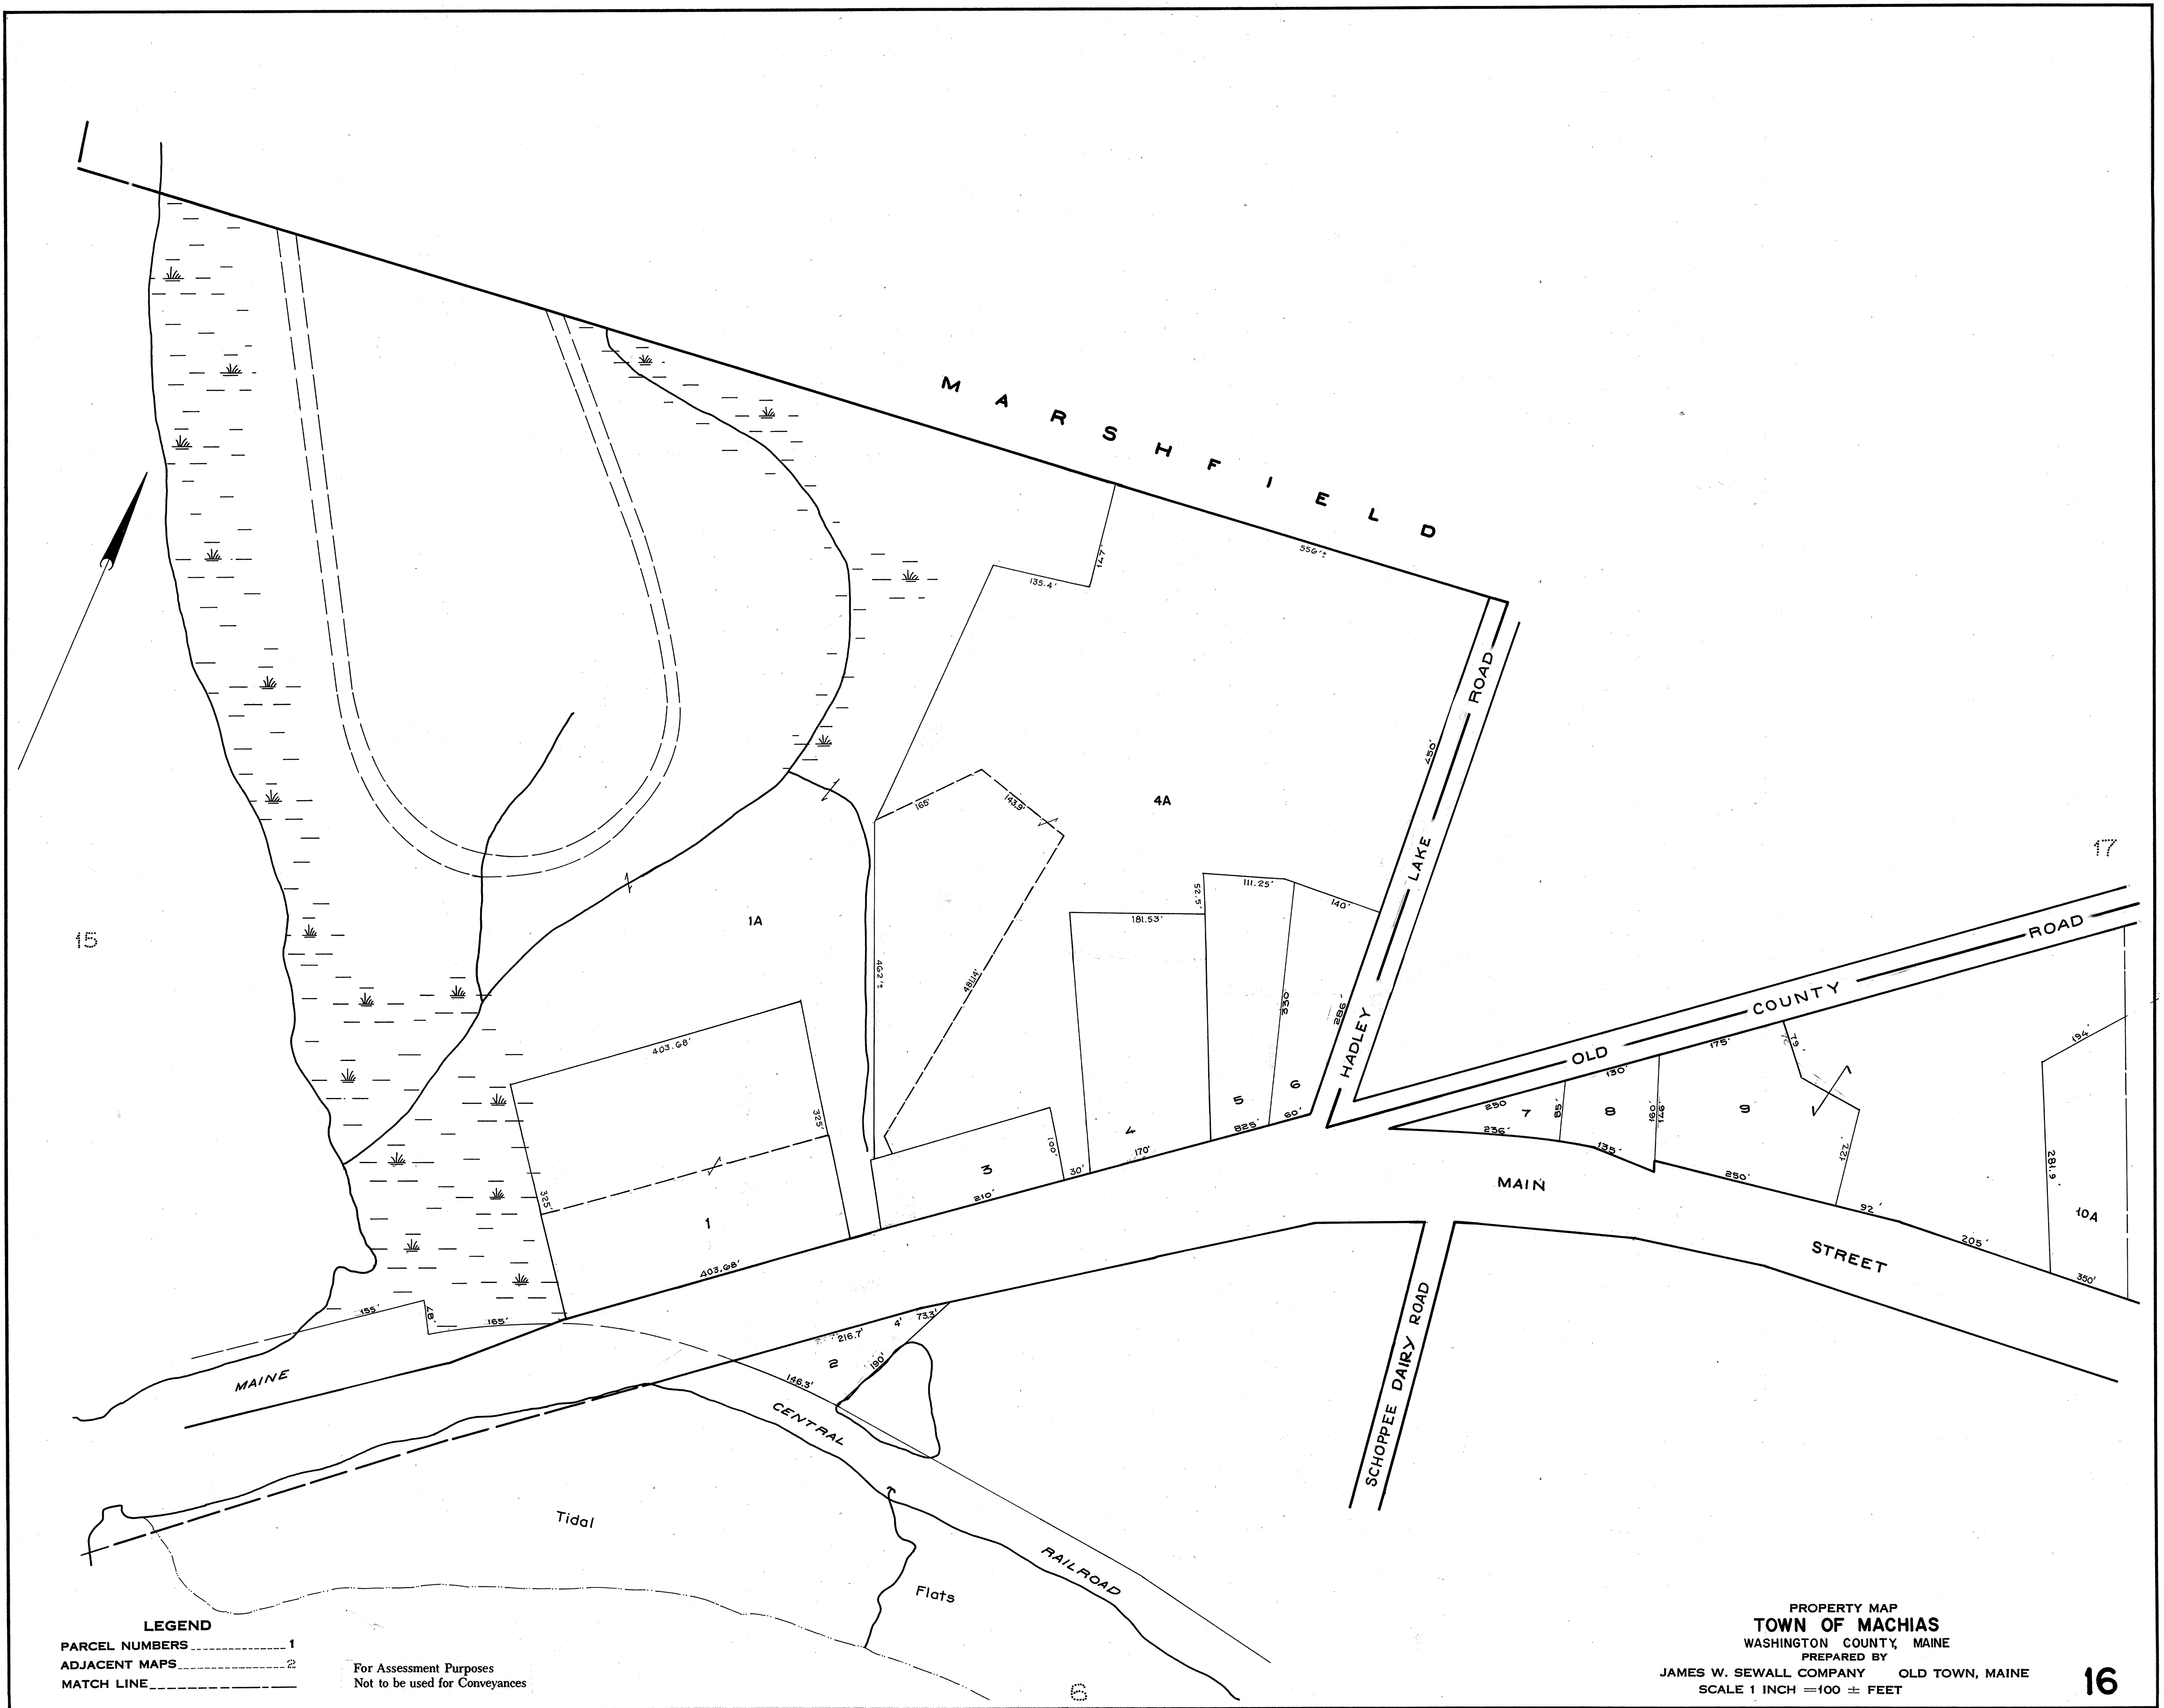 MARSHFIELD
556'±
147'
135.4'
ROAD
450'
LAKE
HADLEY
286'
4A
165'
143.9'
481.14'
462'±
1A
15
17
52.5'
111.25'
140'
181.53'
330'
5
6
60'
825'
4
170'
30'
3
100'
210'
403.68'
325'
325'
1
403.68'
ROAD
COUNTY
OLD
175'
79'
194'
130'
250
7
85'
8
160'
176'
9
236'
135'
127'
250'
92'
281.9'
10A
205'
350'
MAIN
STREET
SCHOPPEE DAIRY ROAD
155'
87'
165'
MAINE
216.7'
4'
73.3'
2
190'
146.3'
CENTRAL
RAILROAD
Tidal
Flats
6
LEGEND
PARCEL NUMBERS 1
ADJACENT MAPS 2
MATCH LINE
For Assessment Purposes
Not to be used for Conveyances
PROPERTY MAP
TOWN OF MACHIAS
WASHINGTON COUNTY, MAINE
PREPARED BY
JAMES W. SEWALL COMPANY OLD TOWN, MAINE
SCALE 1 INCH = 100 ± FEET
16